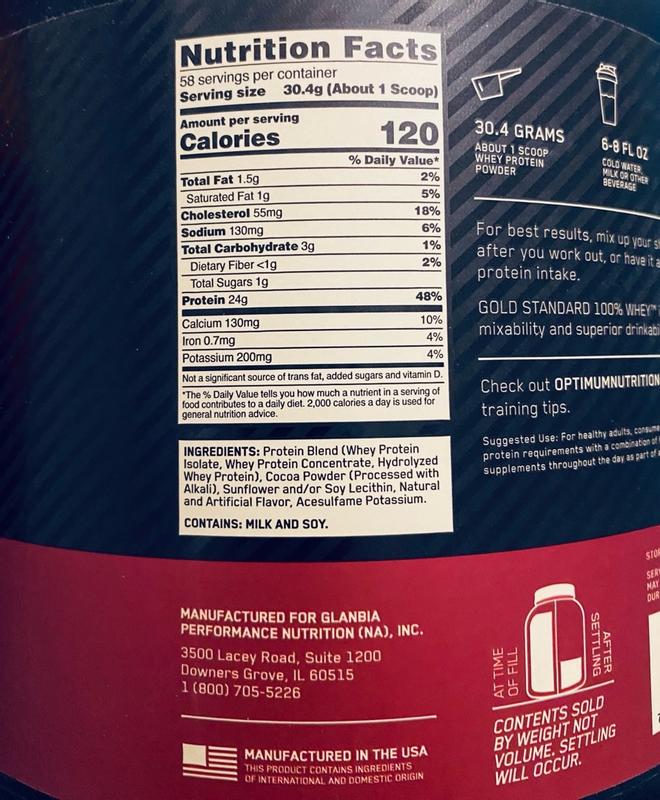 Nutrition Facts
58 servings per container
Serving size 30.4g (About 1 Scoop)
Amount per serving
Calories 120
% Daily Value*
Total Fat 1.5g 2%
Saturated Fat 1g 5%
Cholesterol 55mg 18%
Sodium 130mg 6%
Total Carbohydrate 3g 1%
Dietary Fiber <1g 2%
Total Sugars 1g
Protein 24g 48%
Calcium 130mg 10%
Iron 0.7mg 4%
Potassium 200mg 4%
Not a significant source of trans fat, added sugars and vitamin D.
*The % Daily Value tells you how much a nutrient in a serving of
food contributes to a daily diet. 2,000 calories a day is used for
general nutrition advice.
INGREDIENTS: Protein Blend (Whey Protein
Isolate, Whey Protein Concentrate, Hydrolyzed
Whey Protein), Cocoa Powder (Processed with
Alkali), Sunflower and/or Soy Lecithin, Natural
and Artificial Flavor, Acesulfame Potassium.
CONTAINS: MILK AND SOY.
MANUFACTURED FOR GLANBIA
PERFORMANCE NUTRITION (NA), INC.
3500 Lacey Road, Suite 1200
Downers Grove, IL 60515
1 (800) 705-5226
MANUFACTURED IN THE USA
THIS PRODUCT CONTAINS INGREDIENTS
OF INTERNATIONAL AND DOMESTIC ORIGIN
30.4 GRAMS
ABOUT 1 SCOOP
WHEY PROTEIN
POWDER
6-8 FL OZ
COLD WATER,
MILK OR OTHER
BEVERAGE
For best results, mix up your
after you work out, or have it
protein intake.
GOLD STANDARD 100% WHEY™
mixability and superior
Check out OPTIMUMNUTRITION
training tips.
Suggested Use: For healthy adults, consume
protein requirements with a combination of
supplements throughout the day as part of
AT TIME
OF FILL
AFTER
SETTLING
CONTENTS SOLD
BY WEIGHT NOT
VOLUME. SETTLING
WILL OCCUR.